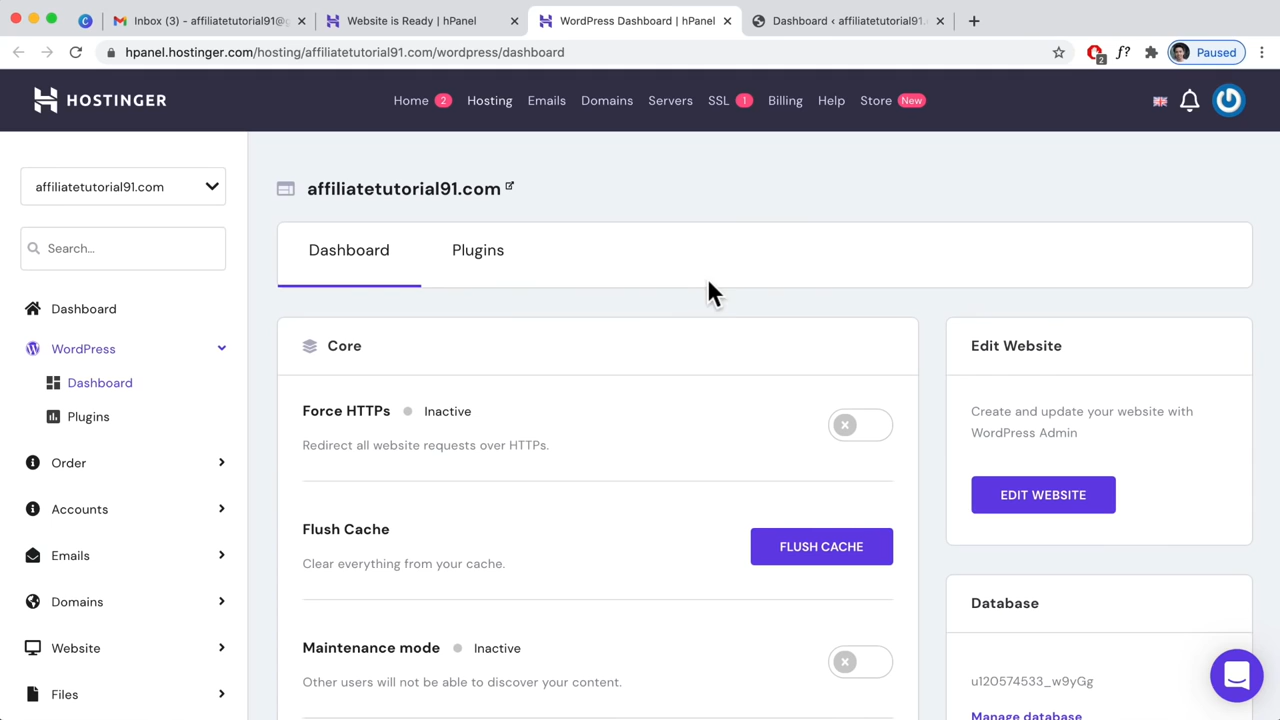 Inbox (3) - affiliatetutorial91@g
Website is Ready | hPanel
WordPress Dashboard | hPanel
Dashboard ‹ affiliatetutorial91.
hpanel.hostinger.com/hosting/affiliatetutorial91.com/wordpress/dashboard
2
f?
Paused
HOSTINGER
Home 2
Hosting
Emails
Domains
Servers
SSL 1
Billing
Help
Store New
affiliatetutorial91.com
Search...
Dashboard
WordPress
Dashboard
Plugins
Order
Accounts
Emails
Domains
Website
Files
affiliatetutorial91.com
Dashboard
Plugins
Core
Force HTTPs Inactive
Redirect all website requests over HTTPs.
Flush Cache
Clear everything from your cache.
FLUSH CACHE
Maintenance mode Inactive
Other users will not be able to discover your content.
Edit Website
Create and update your website with
WordPress Admin
EDIT WEBSITE
Database
u120574533_w9yGg
Manage database